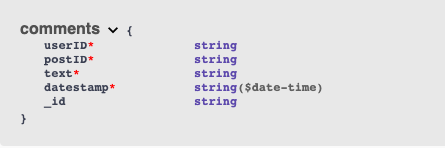 comments {
userID* string
postID* string
text* string
datestamp* string($date-time)
_id string
}